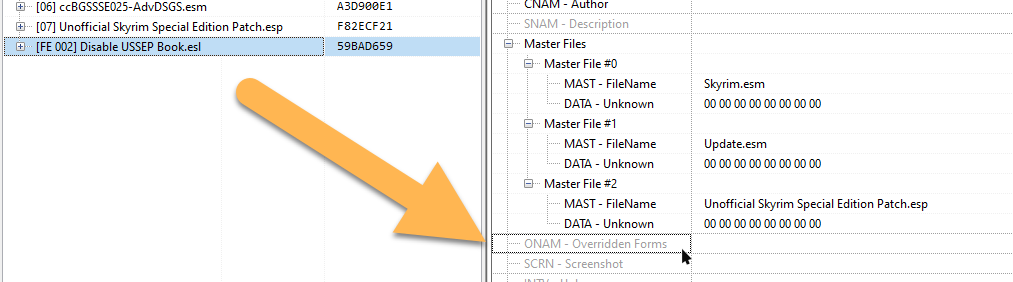 [06] ccBGSSSE025-AdvDSGS.esm A3D900E1
[07] Unofficial Skyrim Special Edition Patch.esp F82ECF21
[FE 002] Disable USSEP Book.esl 59BAD659
CNAM - Author
SNAM - Description
Master Files
Master File #0
MAST - FileName Skyrim.esm
DATA - Unknown 00 00 00 00 00 00 00 00
Master File #1
MAST - FileName Update.esm
DATA - Unknown 00 00 00 00 00 00 00 00
Master File #2
MAST - FileName Unofficial Skyrim Special Edition Patch.esp
DATA - Unknown 00 00 00 00 00 00 00 00
ONAM - Overridden Forms
SCRN - Screenshot